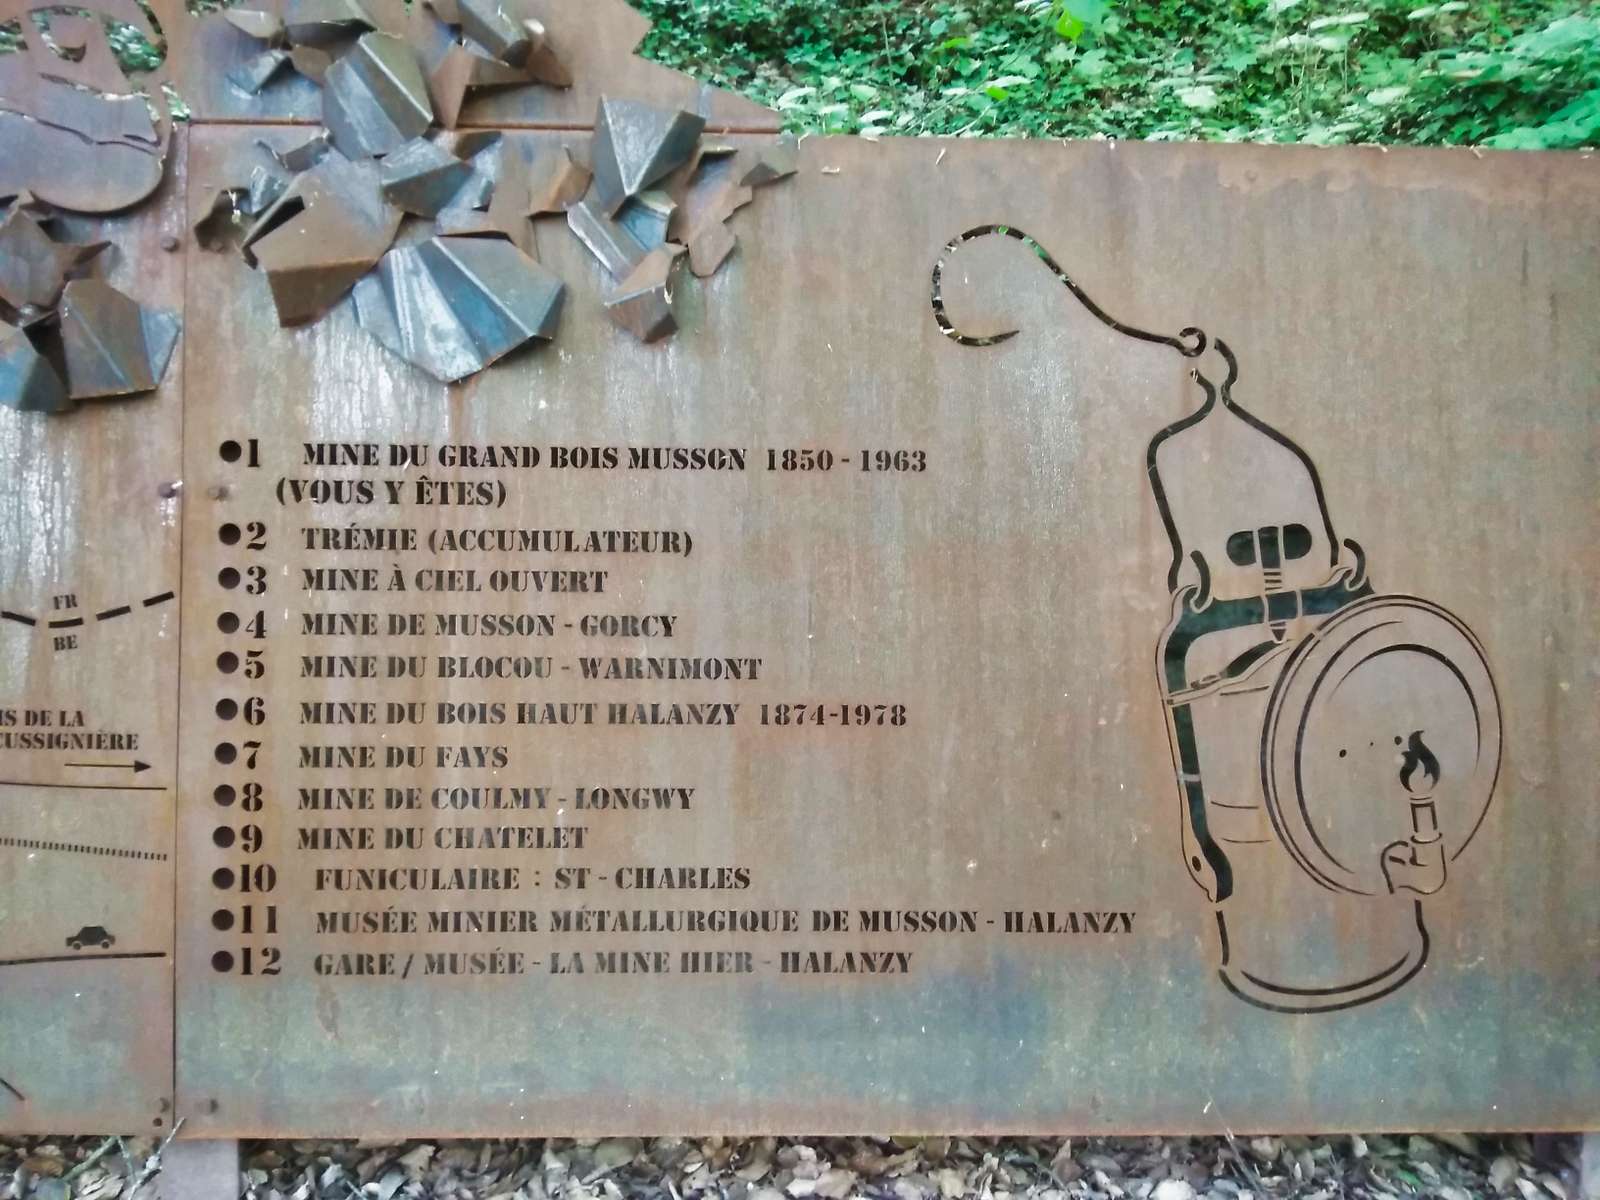 ●1 MINE DU GRAND BOIS MUSSON 1850 - 1963
(VOUS Y ÊTES)
●2 TRÉMIE (ACCUMULATEUR)
●3 MINE À CIEL OUVERT
●4 MINE DE MUSSON - GORCY
●5 MINE DU BLOCOU - WARNIMONT
●6 MINE DU BOIS HAUT HALANZY 1874-1978
●7 MINE DU FAYS
●8 MINE DE COULMY - LONGWY
●9 MINE DU CHATELET
●10 FUNICULAIRE : ST - CHARLES
●11 MUSÉE MINIER MÉTALLURGIQUE DE MUSSON - HALANZY
●12 GARE / MUSÉE - LA MINE HIER - HALANZY
FR
BE
DE LA